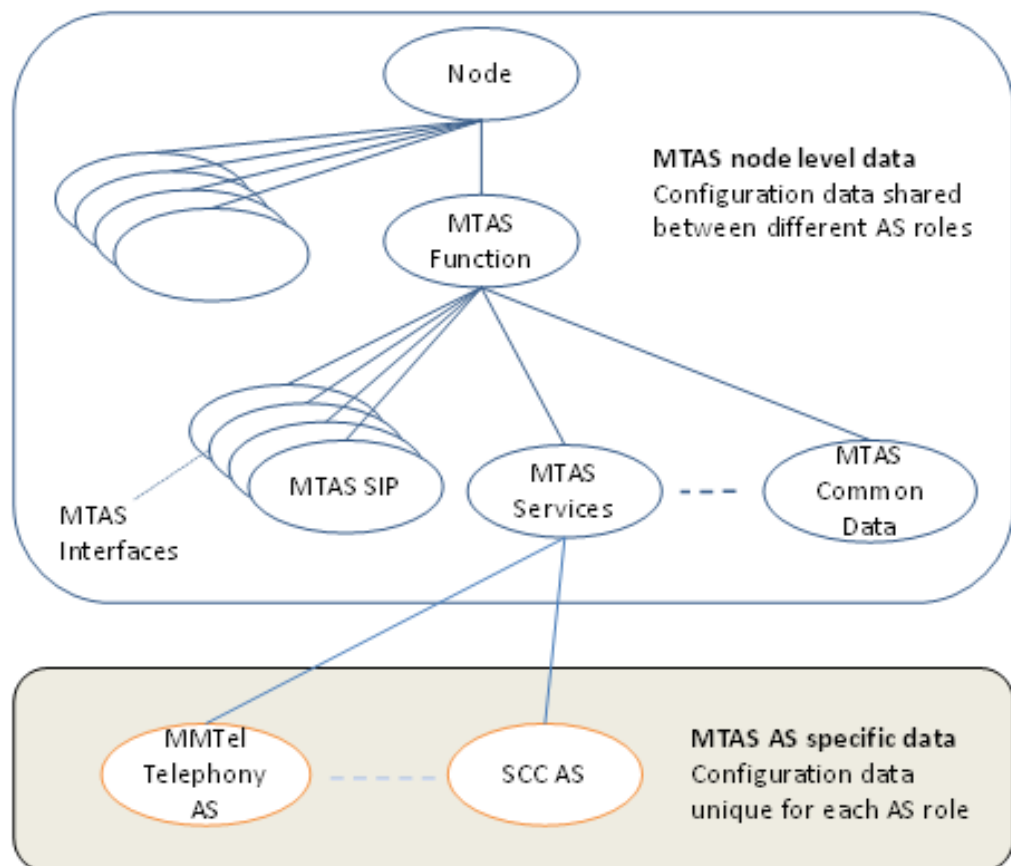 Node
MTAS node level data
Configuration data shared
between different AS roles
MTAS
Function
MTAS SIP
MTAS
Services
MTAS
Common
Data
MTAS
Interfaces
MMTel
Telephony
AS
SCC AS
MTAS AS specific data
Configuration data
unique for each AS role